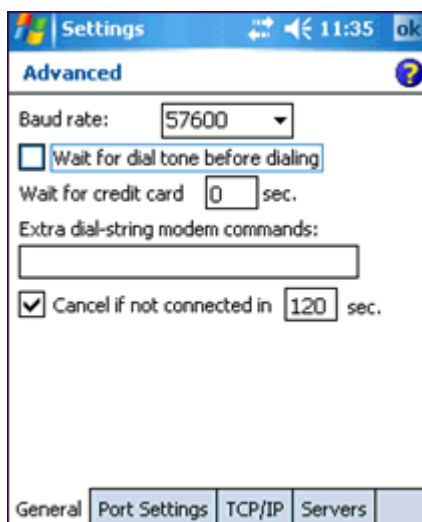 Settings 11:35 ok
Advanced
Baud rate: 57600
Wait for dial tone before dialing
Wait for credit card 0 sec.
Extra dial-string modem commands:
Cancel if not connected in 120 sec.
General Port Settings TCP/IP Servers